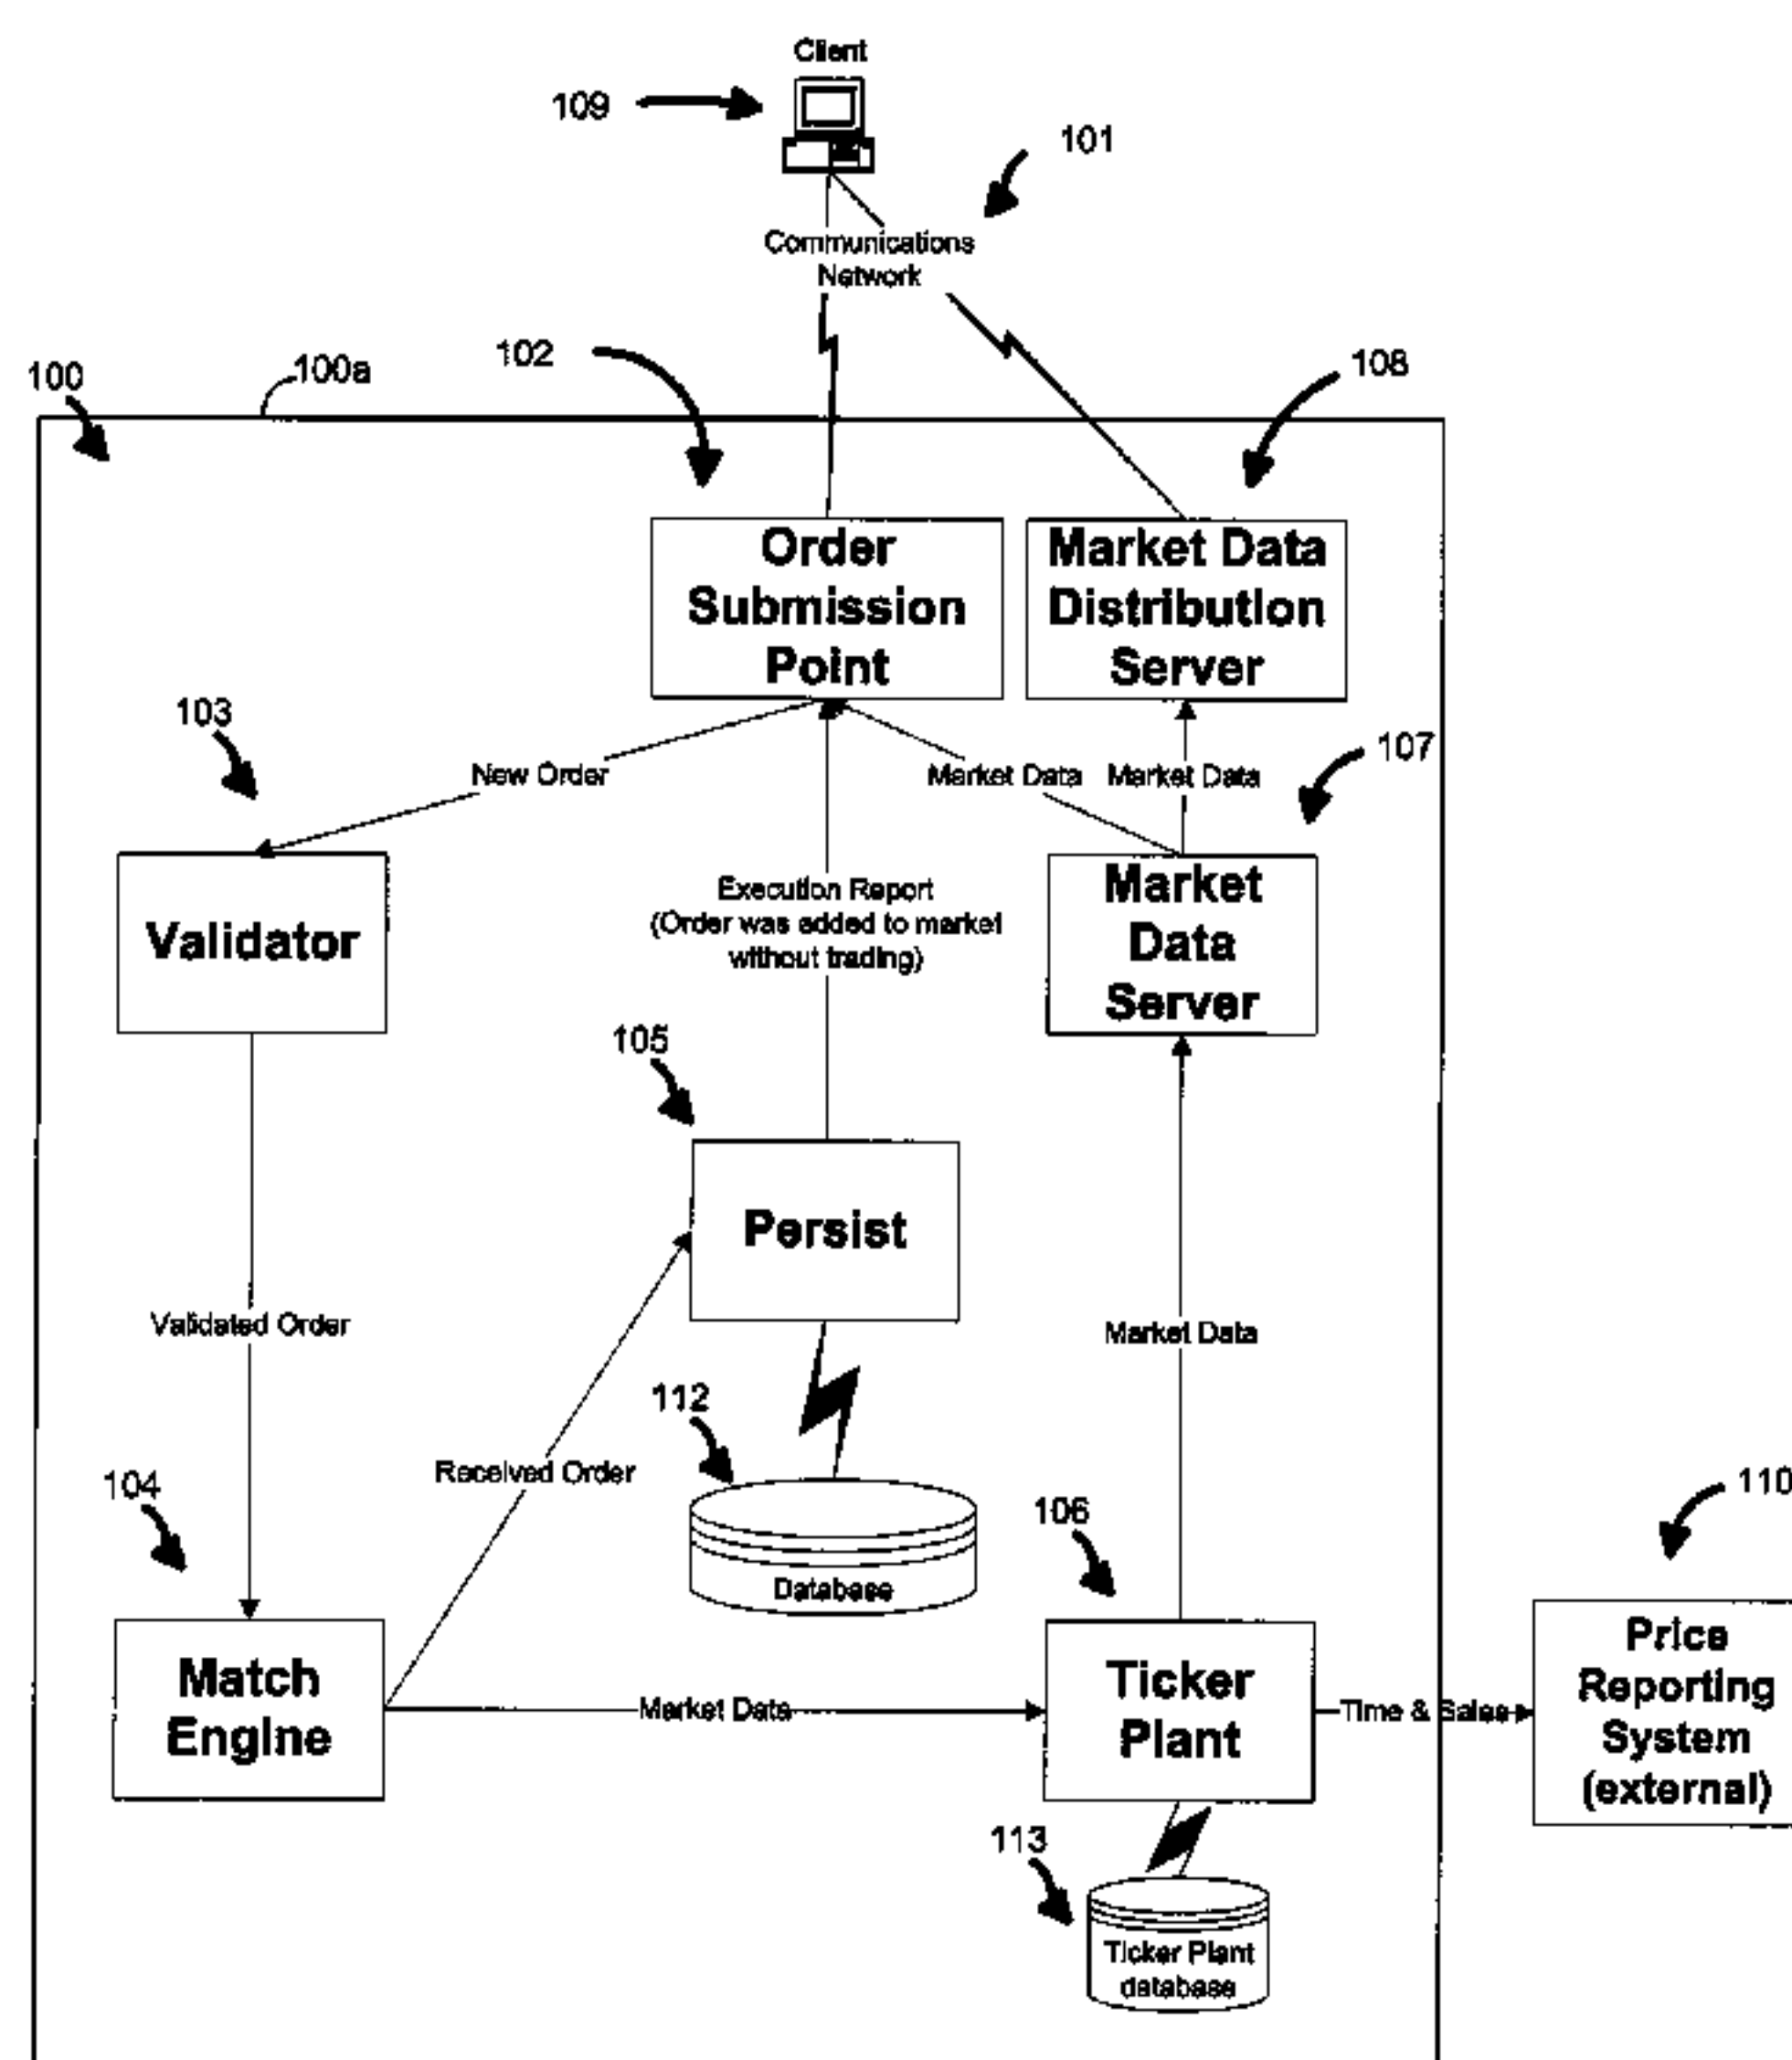 Client
109
101
Communications
Network
100
100a
102
108
Order
Submission
Point
Market Data
Distribution
Server
103
107
New Order
Market Data
Market Data
Validator
Execution Report
(Order was added to market
without trading)
Market
Data
Server
105
Persist
Validated Order
Market Data
112
Received Order
104
106
110
Database
Match
Engine
Market Data
Ticker
Plant
Time & Sales
Price
Reporting
System
(external)
113
Ticker Plant
database